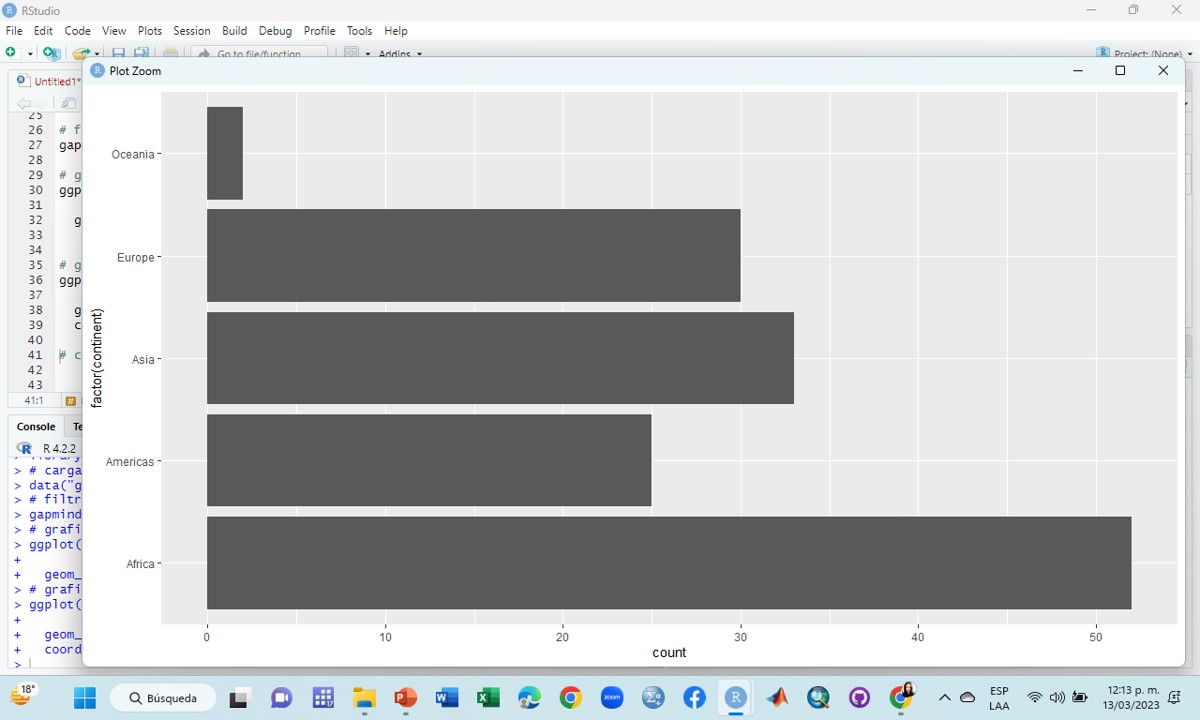 RStudio
File Edit Code View Plots Session Build Debug Profile Tools Help
Go to file/function Addins Project: (None)
Plot Zoom
Untitled1*
25
26 # f
27 gap
28
29 # g
30 ggp
31
32 g
33
34
35 # g
36 ggp
37
38 g
39 c
40
41 # c
42
43
41:1 #
Console Te
R R 4.2.2
> library
> # carga
> data("g
> # filtr
> gapmind
> # grafi
> ggplot(
+
+ geom_
> # grafi
> ggplot(
+
+ geom_
+ coord
>
factor(continent)
Oceania
Europe
Asia
Americas
Africa
0 10 20 30 40 50
count
18°
Búsqueda
17
P
W
X
zoom
Σα
R
ESP
LAA
12:13 p. m.
13/03/2023